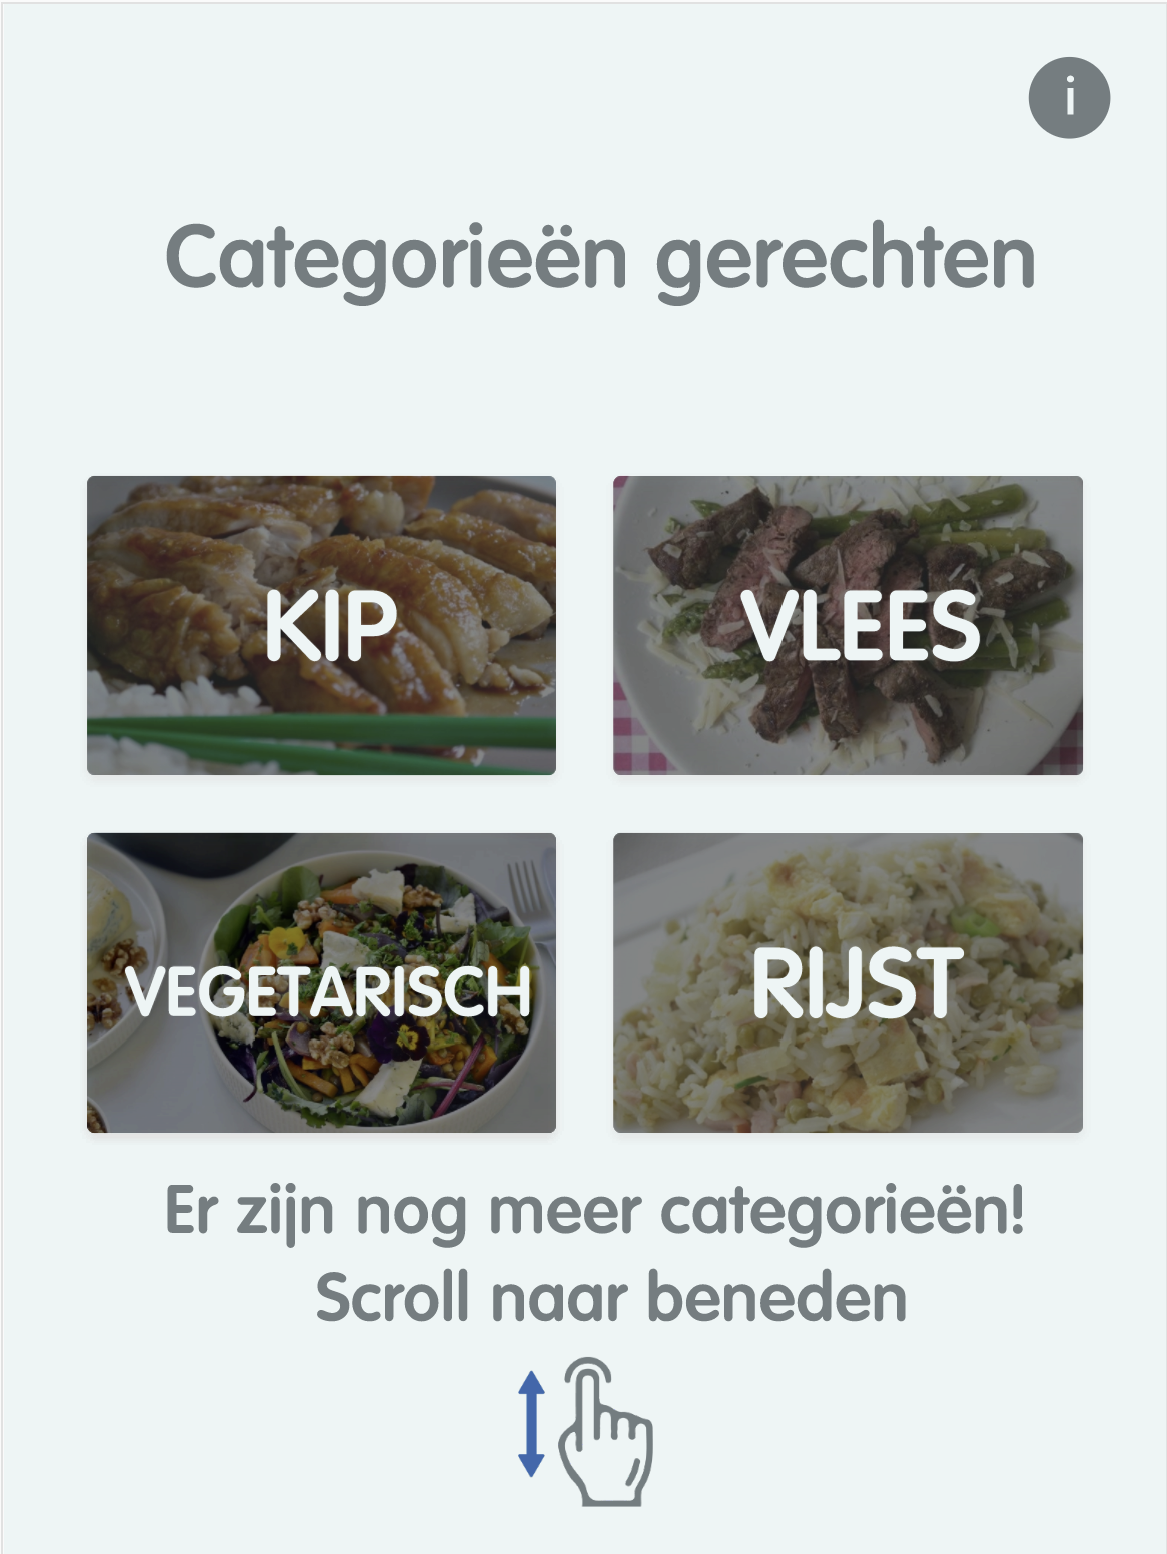 i
Categorieën gerechten
KIP
VLEES
VEGETARISCH
RIJST
Er zijn nog meer categorieën!
Scroll naar beneden